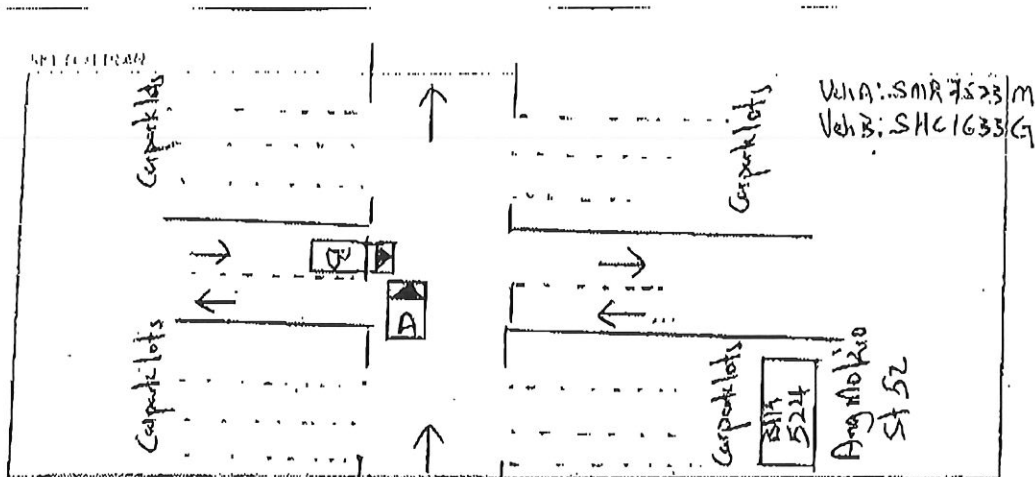 Carpark lots
Carpark lots
Veh A: SMR 7523 M
Veh B: SHC 1633 G
B
A
Carpark lots
Carpark lots
Blk
524
Ang Mo Kio
St 52